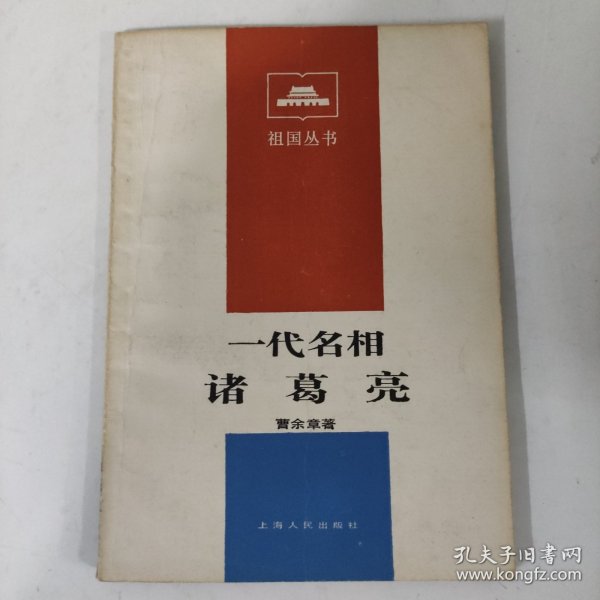 祖国丛书
一代名相
诸葛亮
曹余章著
上海人民出版社
孔夫子旧书网
www.kongfz.com